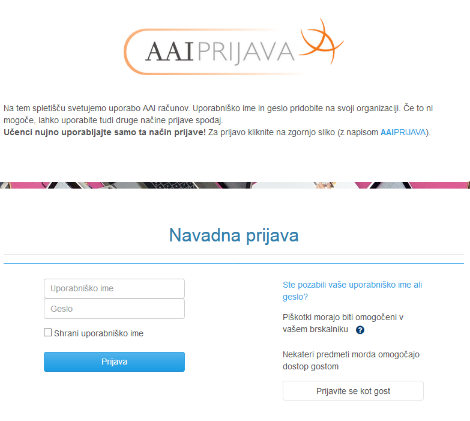 AAI PRIJAVA
Na tem spletišču svetujemo uporabo AAI računov. Uporabniško ime in geslo pridobite na svoji organizaciji. Če to ni
mogoče, lahko uporabite tudi druge načine prijave spodaj.
Učenci nujno uporabljajte samo ta način prijave! Za prijavo kliknite na zgornjo sliko (z napisom AAIPRIJAVA).
Navadna prijava
Uporabniško ime
Geslo
Shrani uporabniško ime
Prijava
Ste pozabili vaše uporabniško ime ali
geslo?
Piškotki morajo biti omogočeni v
vašem brskalniku ?
Nekateri predmeti morda omogočajo
dostop gostom
Prijavite se kot gost